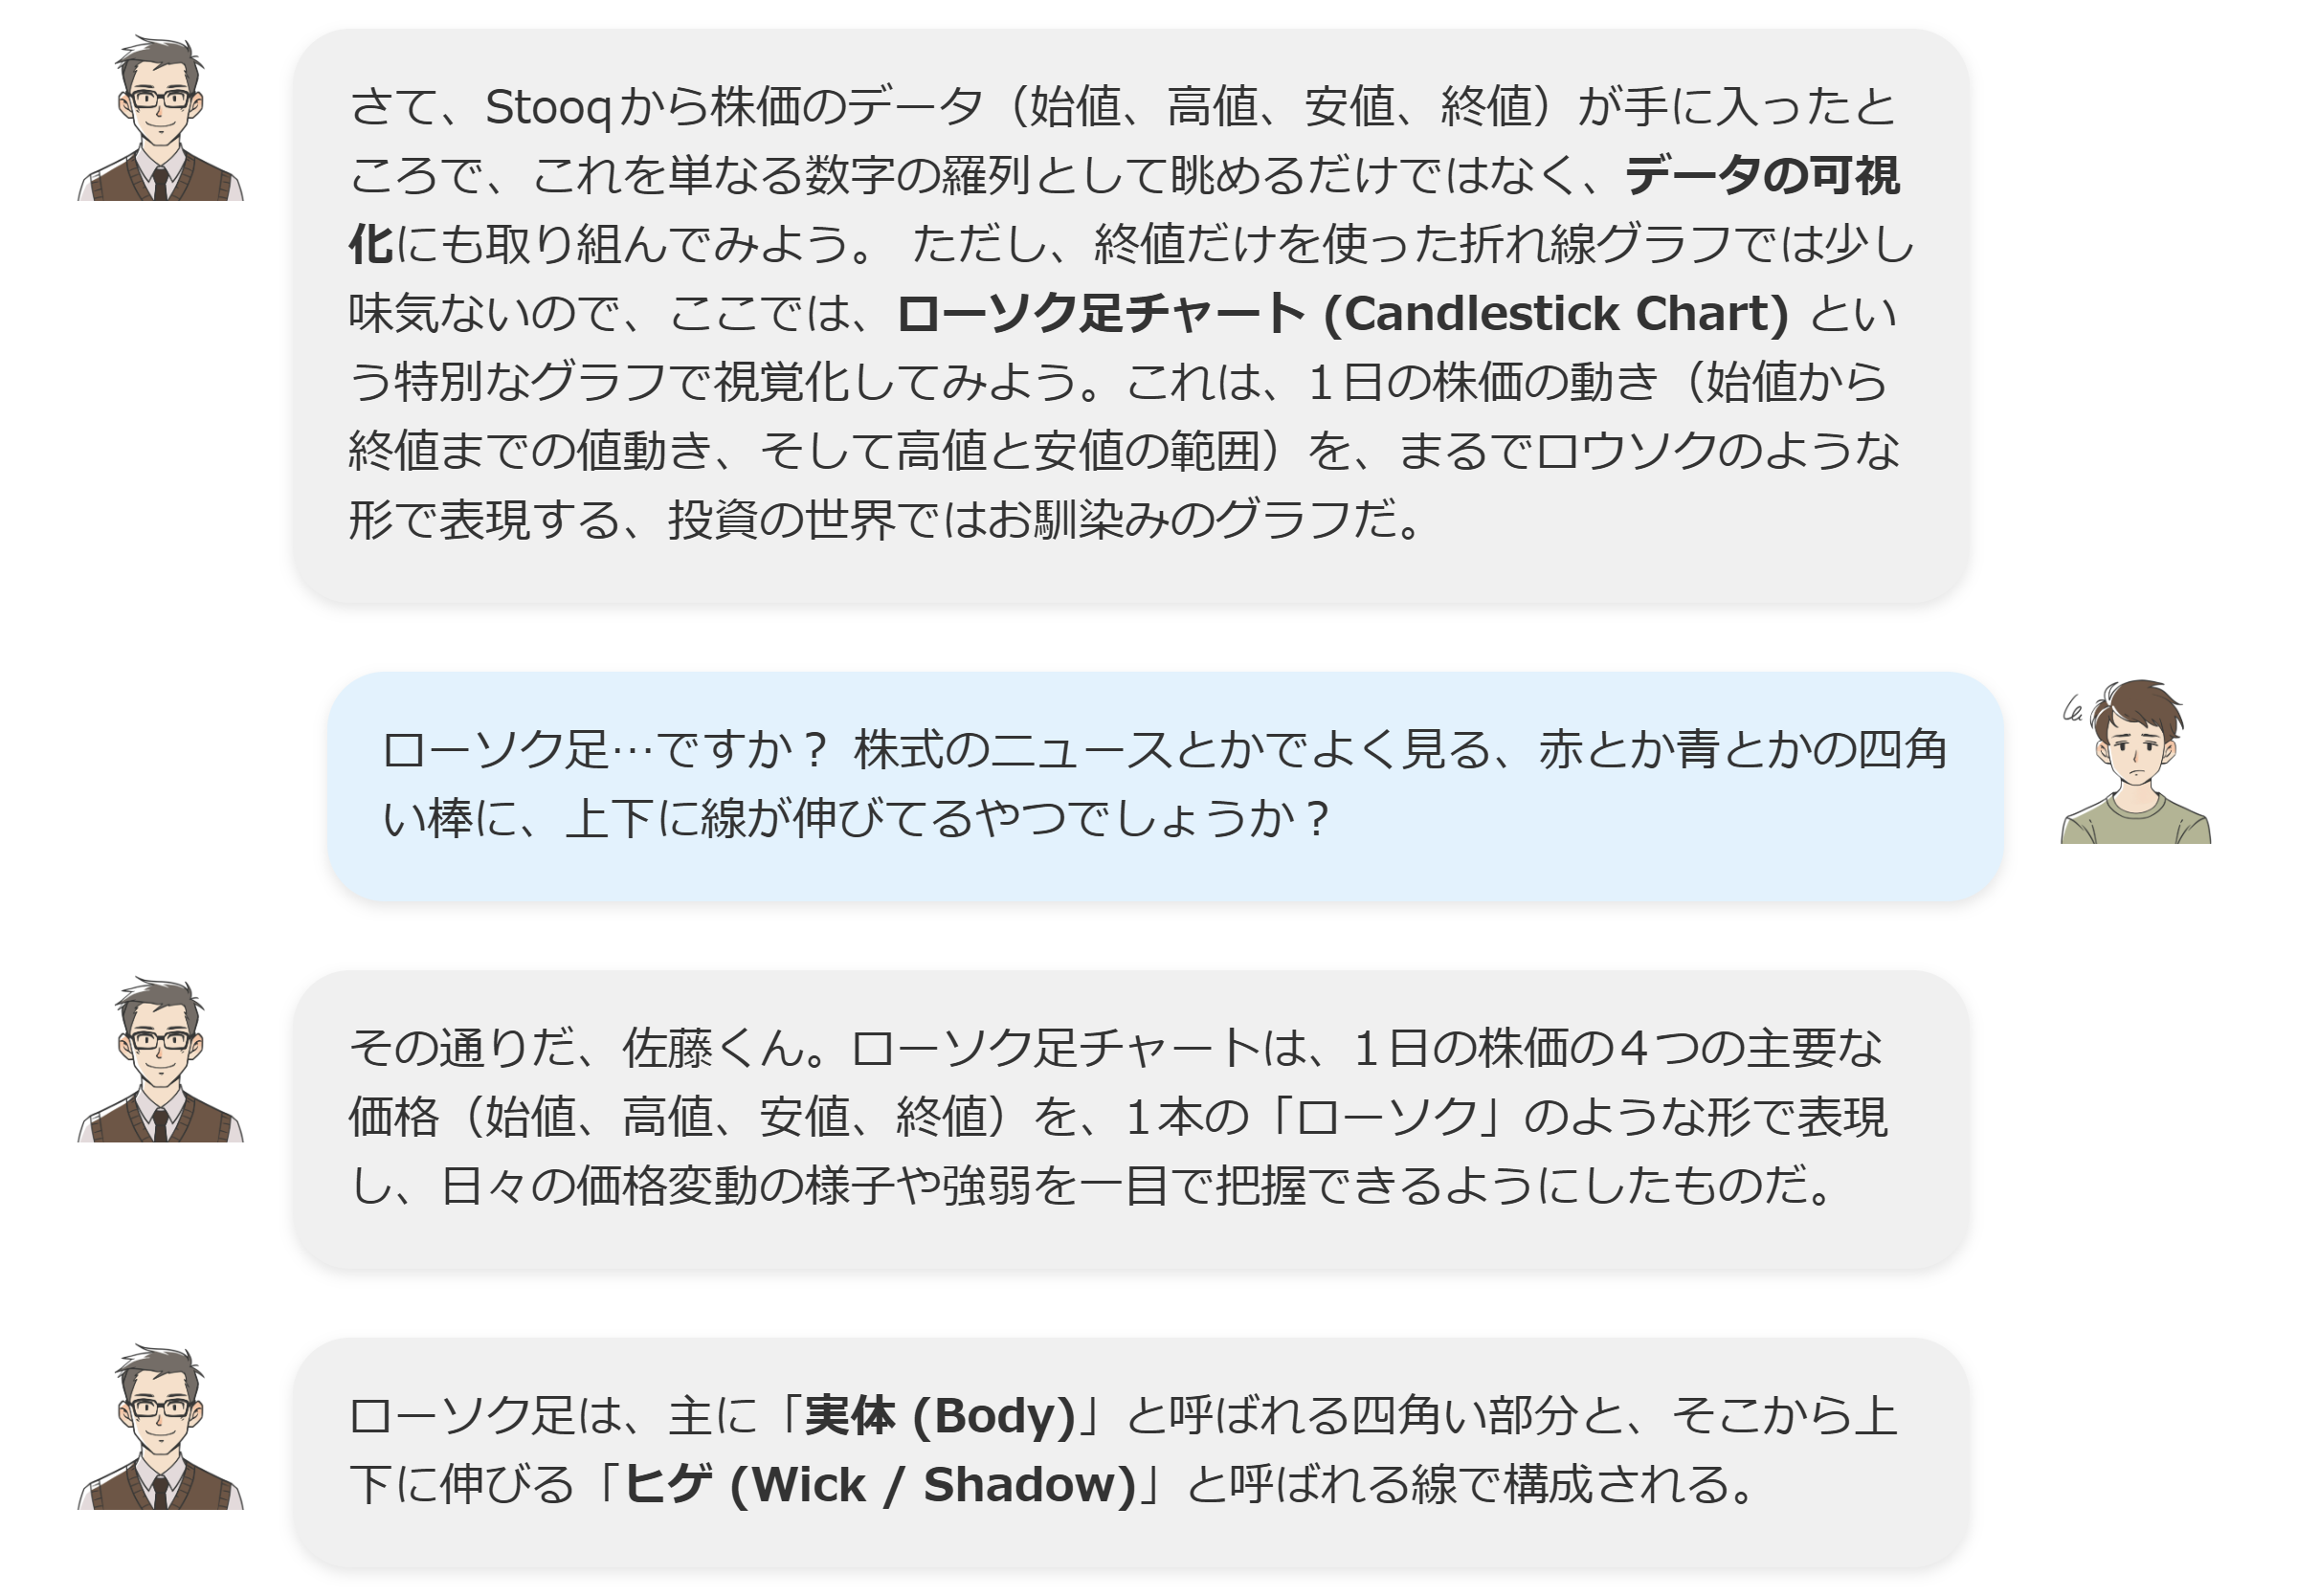 さて、Stooqから株価のデータ（始値、高値、安値、終値）が手に入ったと
ころで、これを単なる数字の羅列として眺めるだけではなく、データの可視
化にも取り組んでみよう。 ただし、終値だけを使った折れ線グラフでは少し
味気ないので、ここでは、ローソク足チャート (Candlestick Chart) とい
う特別なグラフで視覚化してみよう。これは、1日の株価の動き（始値から
終値までの値動き、そして高値と安値の範囲）を、まるでロウソクのような
形で表現する、投資の世界ではお馴染みのグラフだ。
ローソク足…ですか？ 株式のニュースとかでよく見る、赤とか青とかの四角
い棒に、上下に線が伸びてるやつでしょうか？
その通りだ、佐藤くん。ローソク足チャートは、1日の株価の4つの主要な
価格（始値、高値、安値、終値）を、1本の「ローソク」のような形で表現
し、日々の価格変動の様子や強弱を一目で把握できるようにしたものだ。
ローソク足は、主に「実体 (Body)」と呼ばれる四角い部分と、そこから上
下に伸びる「ヒゲ (Wick / Shadow)」と呼ばれる線で構成される。